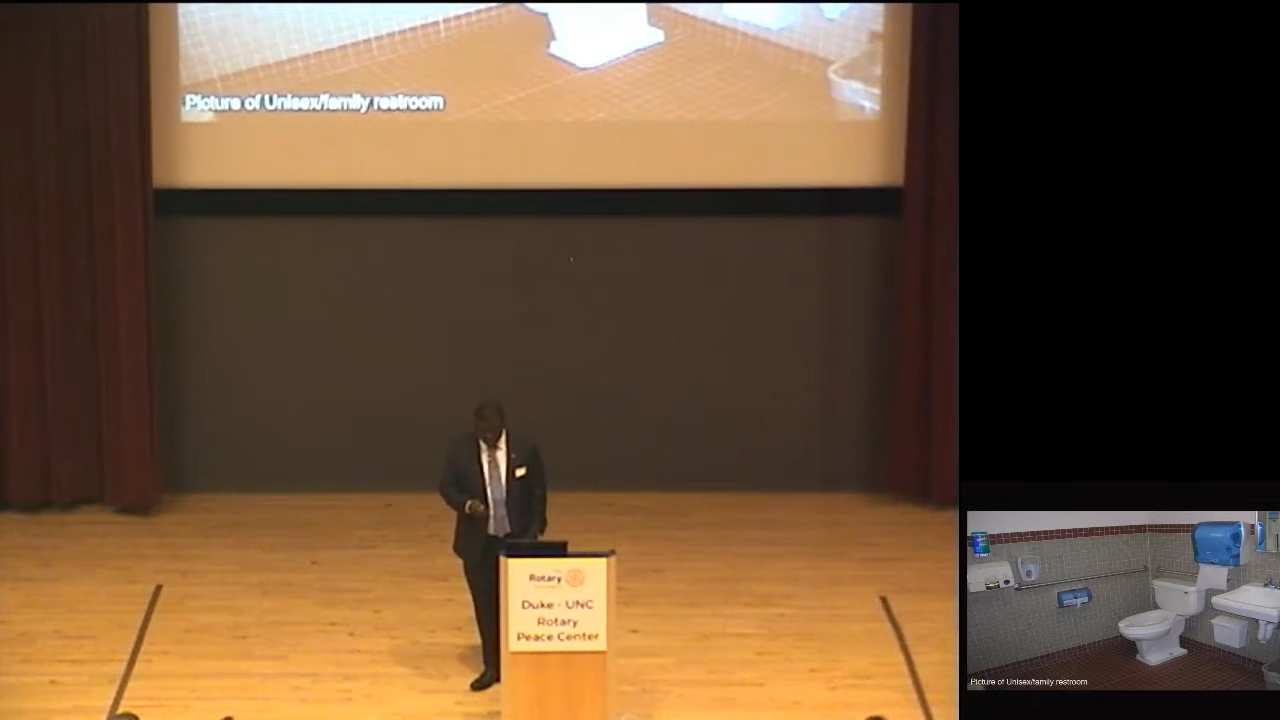 Picture of Unisex/family restroom
Rotary
Duke - UNC
Rotary
Peace Center
Picture of Unisex/family restroom